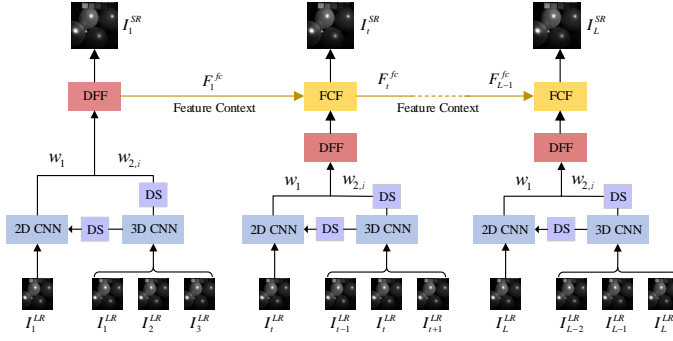 I_1^{SR} I_t^{SR} I_L^{SR}
F_1^{fc} F_t^{fc} F_{L-1}^{fc}
DFF FCF FCF
Feature Context Feature Context
DFF DFF
w_1 w_{2,i} w_1 w_{2,i} w_1 w_{2,i}
DS DS DS
2D CNN DS 3D CNN 2D CNN DS 3D CNN 2D CNN DS 3D CNN
I_1^{LR} I_1^{LR} I_2^{LR} I_3^{LR} I_t^{LR} I_{t-1}^{LR} I_t^{LR} I_{t+1}^{LR} I_L^{LR} I_{L-2}^{LR} I_{L-1}^{LR} I_L^{LR}